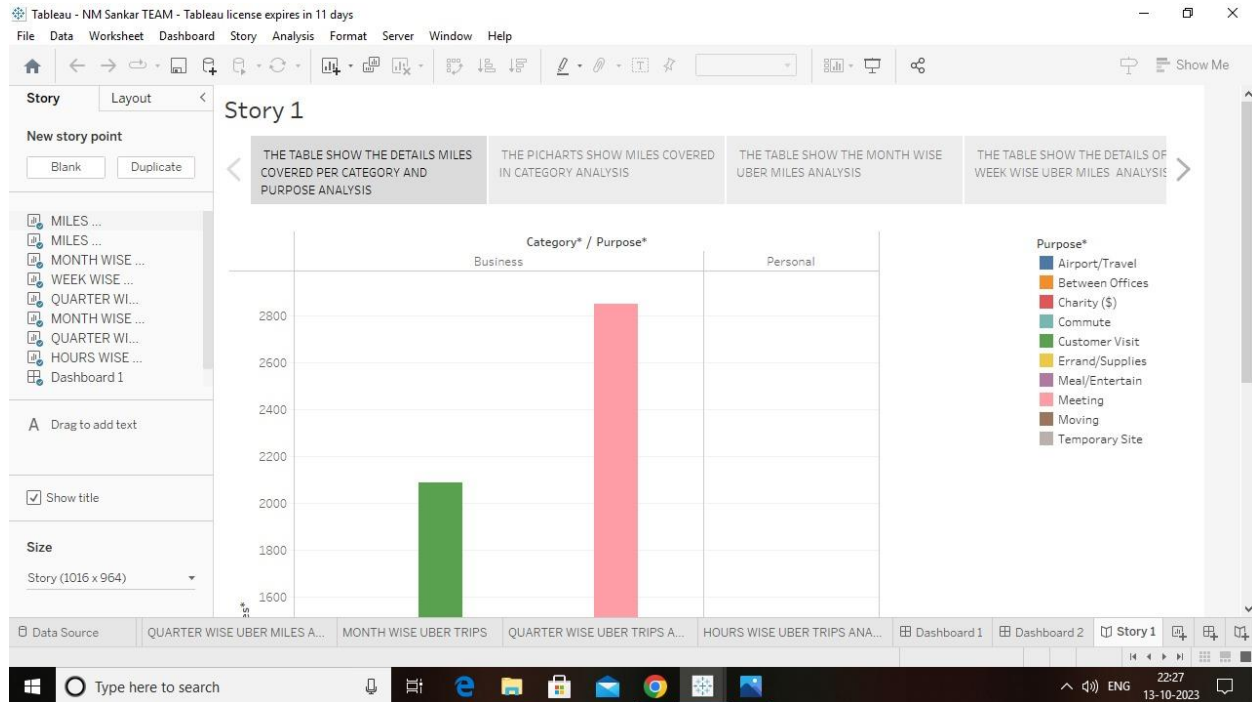 Tableau - NM Sankar TEAM - Tableau license expires in 11 days
File Data Worksheet Dashboard Story Analysis Format Server Window Help
Show Me
Story Layout
New story point
Blank Duplicate
MILES ...
MILES ...
MONTH WISE ...
WEEK WISE ...
QUARTER WI...
MONTH WISE ...
QUARTER WI...
HOURS WISE ...
Dashboard 1
A Drag to add text
Show title
Size
Story (1016 x 964)
Story 1
THE TABLE SHOW THE DETAILS MILES
COVERED PER CATEGORY AND
PURPOSE ANALYSIS
THE PICHARTS SHOW MILES COVERED
IN CATEGORY ANALYSIS
THE TABLE SHOW THE MONTH WISE
UBER MILES ANALYSIS
THE TABLE SHOW THE DETAILS OF
WEEK WISE UBER MILES ANALYSIS
Category* / Purpose*
Business Personal
2800
2600
2400
2200
2000
1800
1600
Purpose*
Airport/Travel
Between Offices
Charity ($)
Commute
Customer Visit
Errand/Supplies
Meal/Entertain
Meeting
Moving
Temporary Site
Data Source QUARTER WISE UBER MILES A... MONTH WISE UBER TRIPS QUARTER WISE UBER TRIPS A... HOURS WISE UBER TRIPS ANA... Dashboard 1 Dashboard 2 Story 1
Type here to search
ENG
22:27
13-10-2023